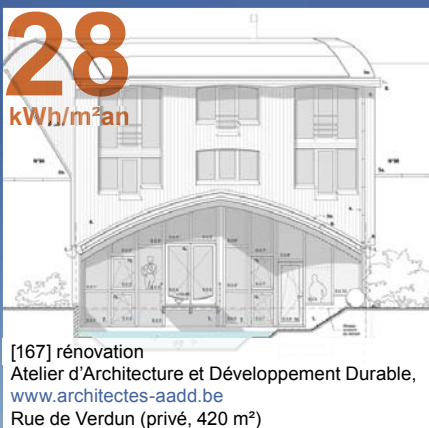 28
kWh/m²an
[167] rénovation
Atelier d'Architecture et Développement Durable,
www.architectes-aadd.be
Rue de Verdun (privé, 420 m²)